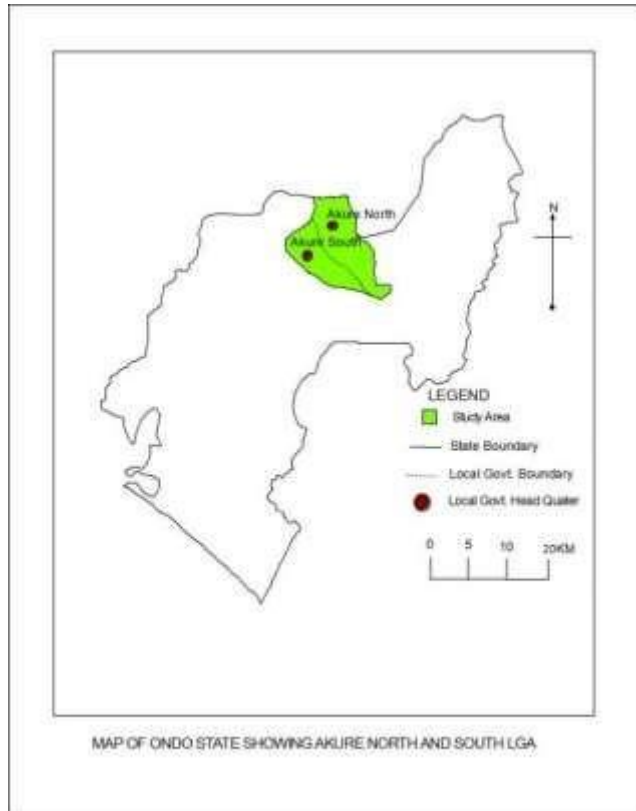 Akure North
Akure South
N
LEGEND
Study Area
State Boundary
Local Govt. Boundary
Local Govt. Head Quater
0 5 10 20KM
MAP OF ONDO STATE SHOWING AKURE NORTH AND SOUTH LGA